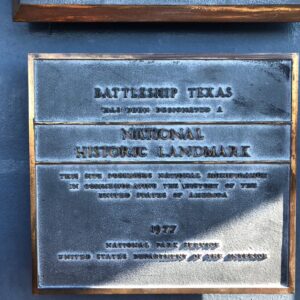 BATTLESHIP TEXAS
HAS BEEN DESIGNATED A
NATIONAL
HISTORIC LANDMARK
THIS SITE POSSESSES NATIONAL SIGNIFICANCE
IN COMMEMORATING THE HISTORY OF THE
UNITED STATES OF AMERICA
1977
NATIONAL PARK SERVICE
UNITED STATES DEPARTMENT OF THE INTERIOR